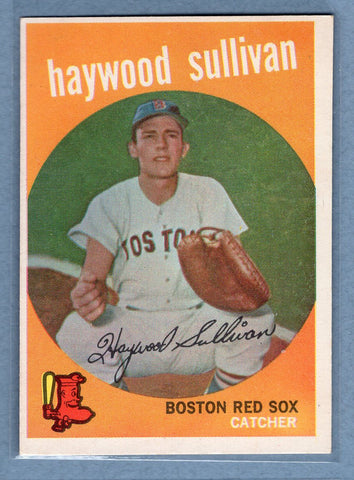 haywood sullivan
B
BOSTON
Haywood Sullivan
BOSTON RED SOX
CATCHER